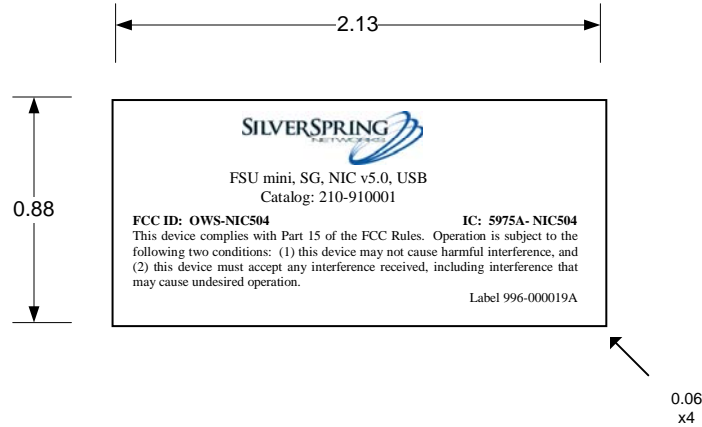 2.13
0.88
SILVERSPRING
NETWORKS
FSU mini, SG, NIC v5.0, USB
Catalog: 210-910001
FCC ID: OWS-NIC504 IC: 5975A- NIC504
This device complies with Part 15 of the FCC Rules. Operation is subject to the
following two conditions: (1) this device may not cause harmful interference, and
(2) this device must accept any interference received, including interference that
may cause undesired operation.
Label 996-000019A
0.06
x4